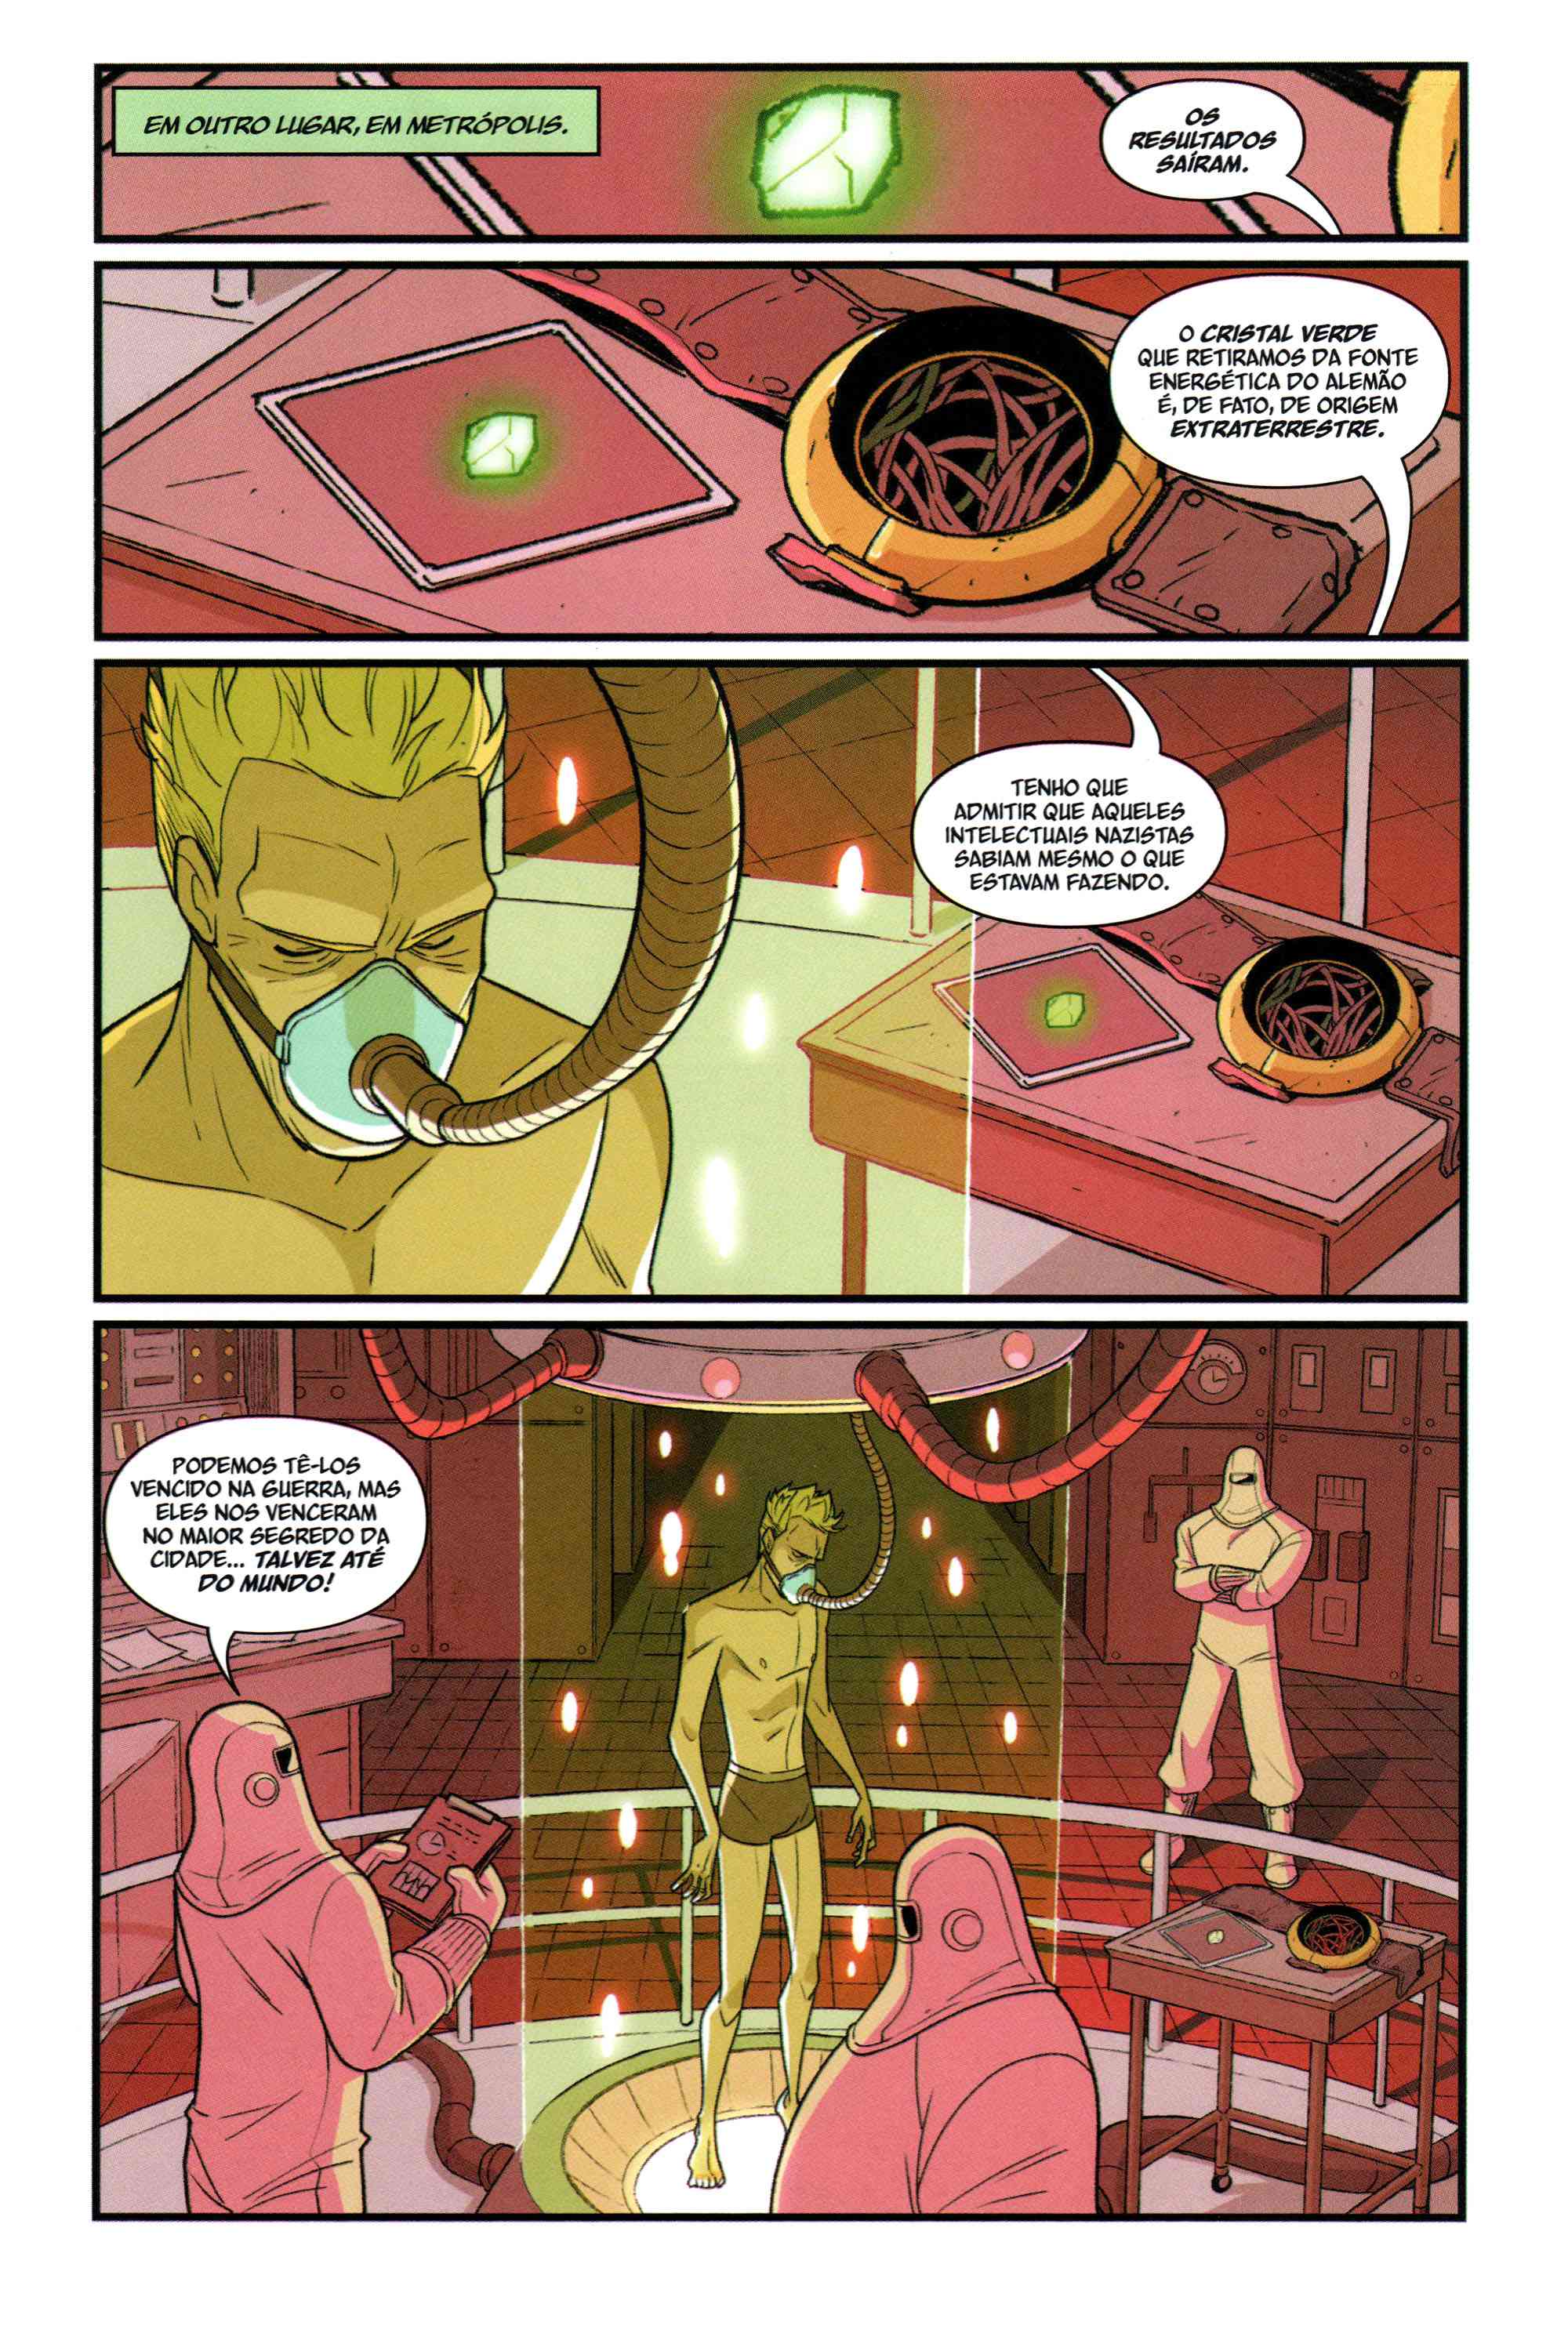 EM OUTRO LUGAR, EM METRÓPOLIS.
OS
RESULTADOS
SAÍRAM.
O CRISTAL VERDE
QUE RETIRAMOS DA FONTE
ENERGÉTICA DO ALEMÃO
É, DE FATO, DE ORIGEM
EXTRATERRESTRE.
TENHO QUE
ADMITIR QUE AQUELES
INTELECTUAIS NAZISTAS
SABIAM MESMO O QUE
ESTAVAM FAZENDO.
PODEMOS TÊ-LOS
VENCIDO NA GUERRA, MAS
ELES NOS VENCERAM
NO MAIOR SEGREDO DA
CIDADE... TALVEZ ATÉ
DO MUNDO!